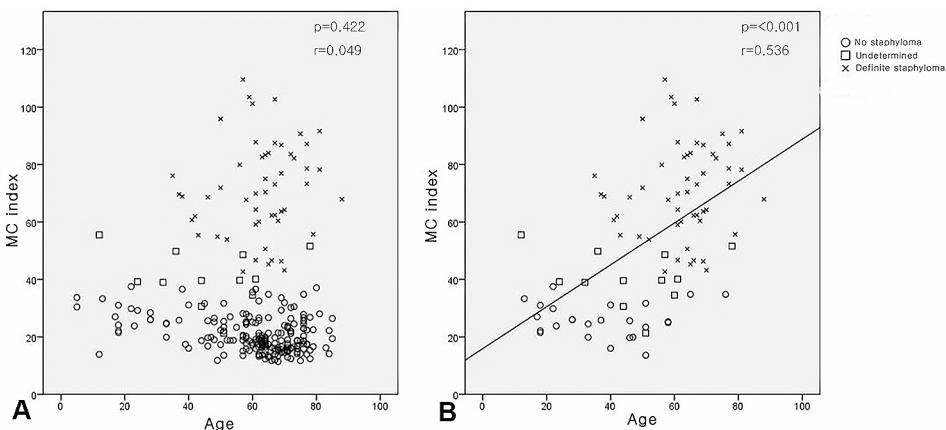 p=0.422
r=0.049
MC index
120
100
80
60
40
20
0
0 20 40 60 80 100
Age
A
p=<0.001
r=0.536
MC index
120
100
80
60
40
20
0
0 20 40 60 80 100
Age
B
No staphyloma
Undetermined
Definite staphyloma